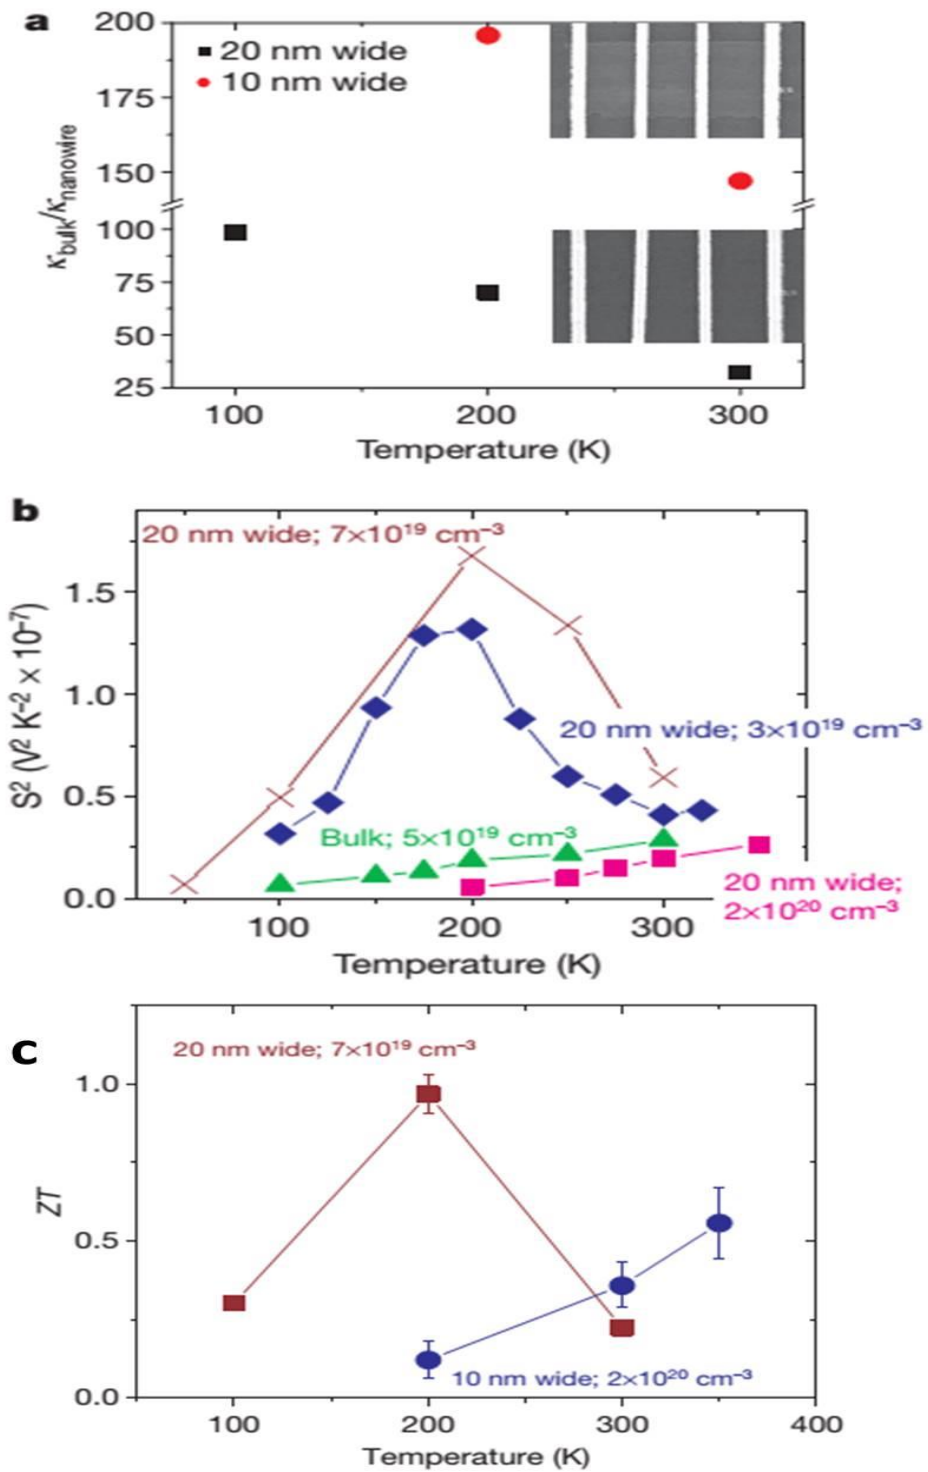 a
200
175
150
100
75
50
25
κbulk/κnanowire
20 nm wide
10 nm wide
100 200 300
Temperature (K)
b
20 nm wide; 7×10¹⁹ cm⁻³
1.5
1.0
0.5
0.0
S² (V² K⁻² × 10⁻⁷)
20 nm wide; 3×10¹⁹ cm⁻³
Bulk; 5×10¹⁹ cm⁻³
20 nm wide;
2×10²⁰ cm⁻³
100 200 300
Temperature (K)
c
20 nm wide; 7×10¹⁹ cm⁻³
1.0
0.5
0.0
ZT
10 nm wide; 2×10²⁰ cm⁻³
100 200 300 400
Temperature (K)